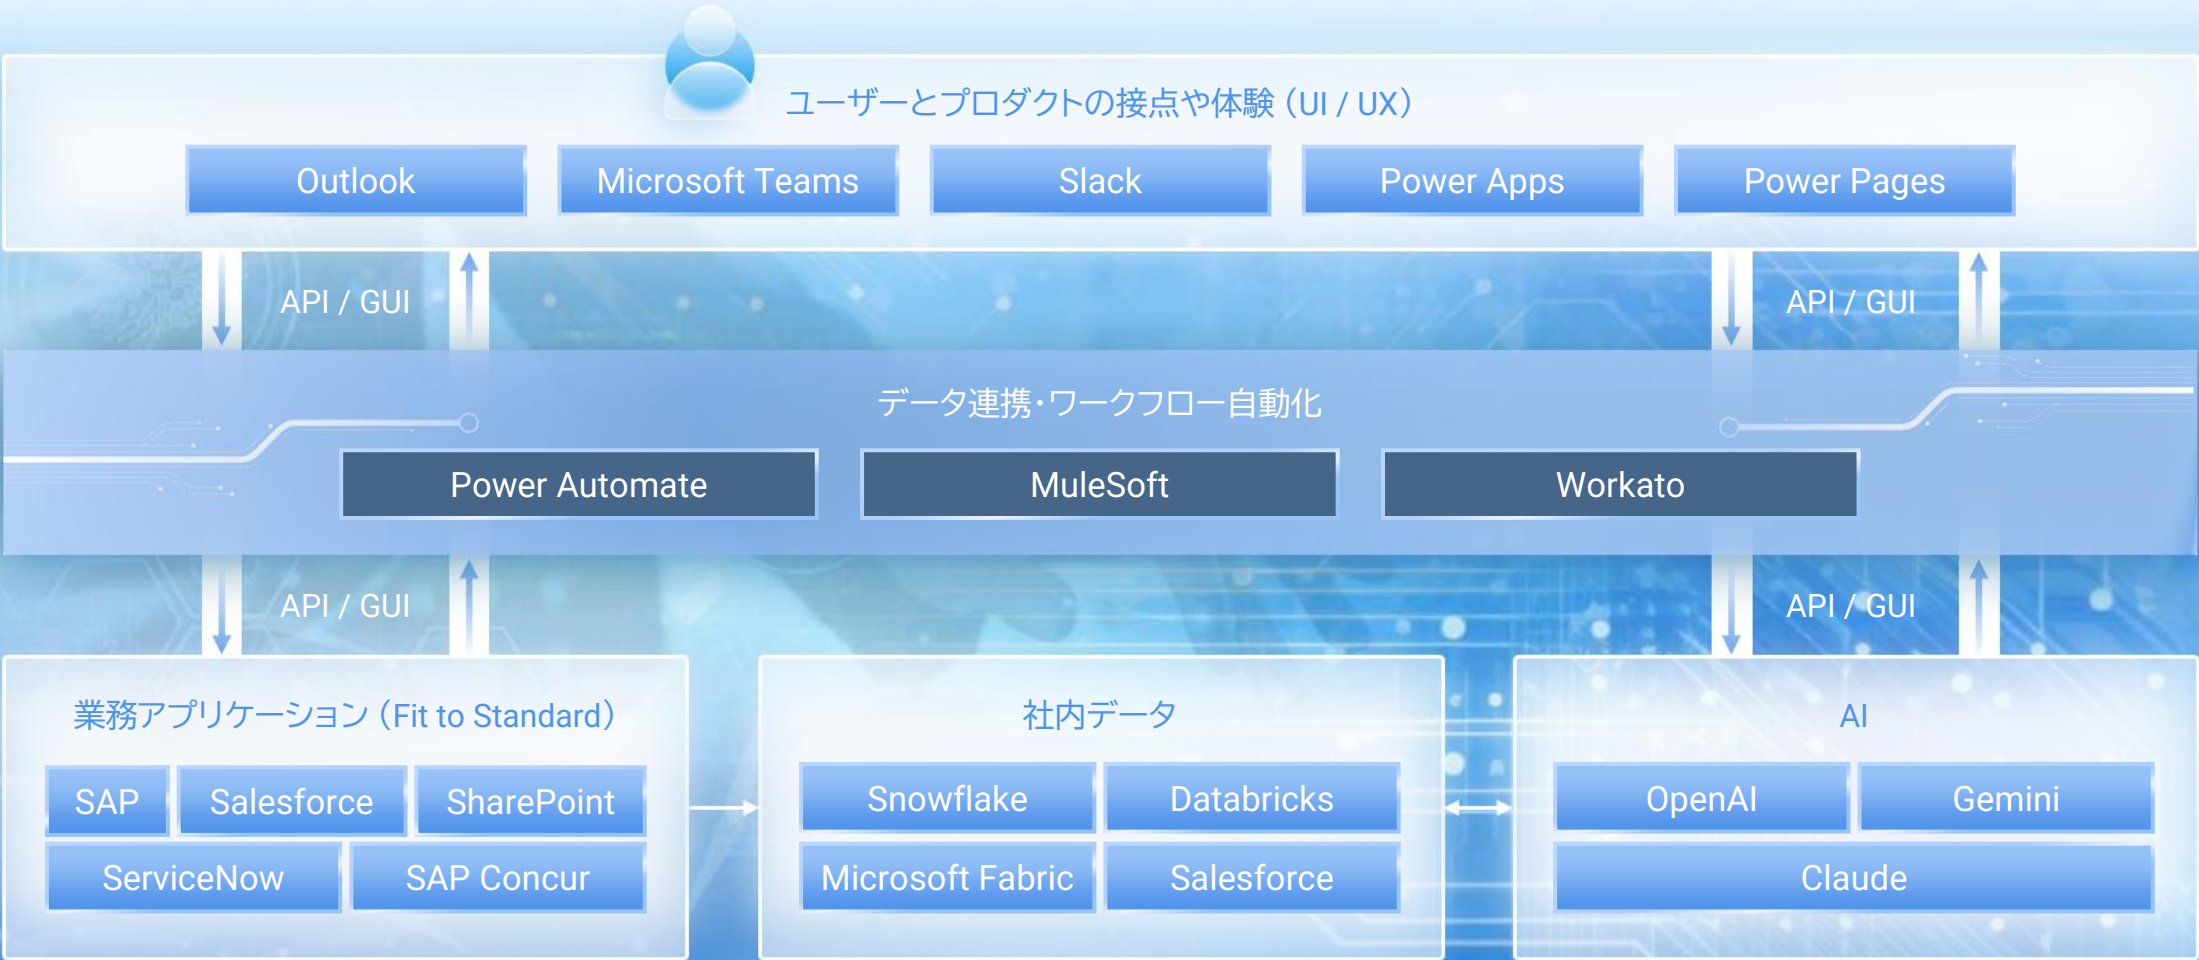 ユーザーとプロダクトの接点や体験（UI / UX）
Outlook
Microsoft Teams
Slack
Power Apps
Power Pages
API / GUI
API / GUI
データ連携・ワークフロー自動化
Power Automate
MuleSoft
Workato
API / GUI
API / GUI
業務アプリケーション（Fit to Standard）
SAP
Salesforce
SharePoint
ServiceNow
SAP Concur
社内データ
Snowflake
Databricks
Microsoft Fabric
Salesforce
AI
OpenAI
Gemini
Claude